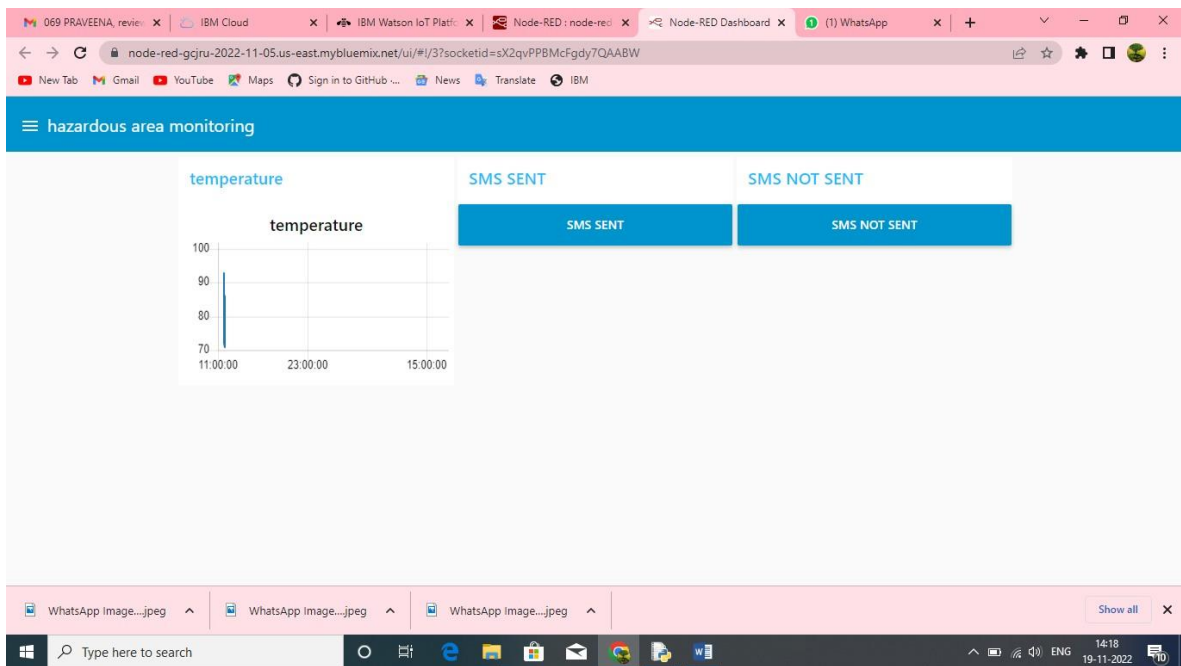 069 PRAVEENA, review
IBM Cloud
IBM Watson IoT Platfo
Node-RED : node-red
Node-RED Dashboard
(1) WhatsApp
node-red-gcjru-2022-11-05.us-east.mybluemix.net/ui/#!/3?socketid=sX2qvPPBMcFgdy7QAABW
New Tab
Gmail
YouTube
Maps
Sign in to GitHub ·...
News
Translate
IBM
hazardous area monitoring
temperature
SMS SENT
SMS NOT SENT
temperature
SMS SENT
SMS NOT SENT
100
90
80
70
11:00:00
23:00:00
15:00:00
WhatsApp Image....jpeg
WhatsApp Image....jpeg
WhatsApp Image....jpeg
Show all
Type here to search
ENG
14:18
19-11-2022
10